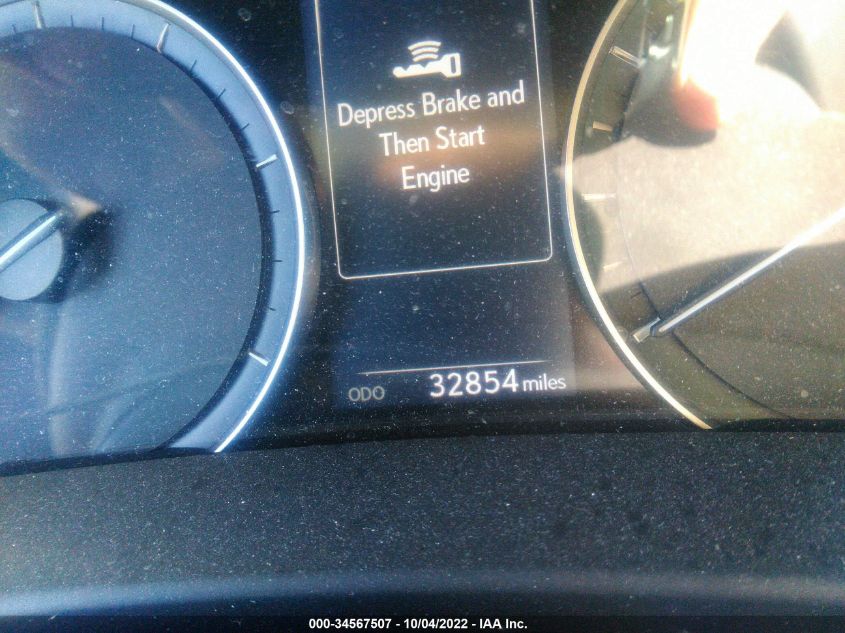 Depress Brake and
Then Start
Engine
ODO 32854 miles
000-34567507 - 10/04/2022 - IAA Inc.